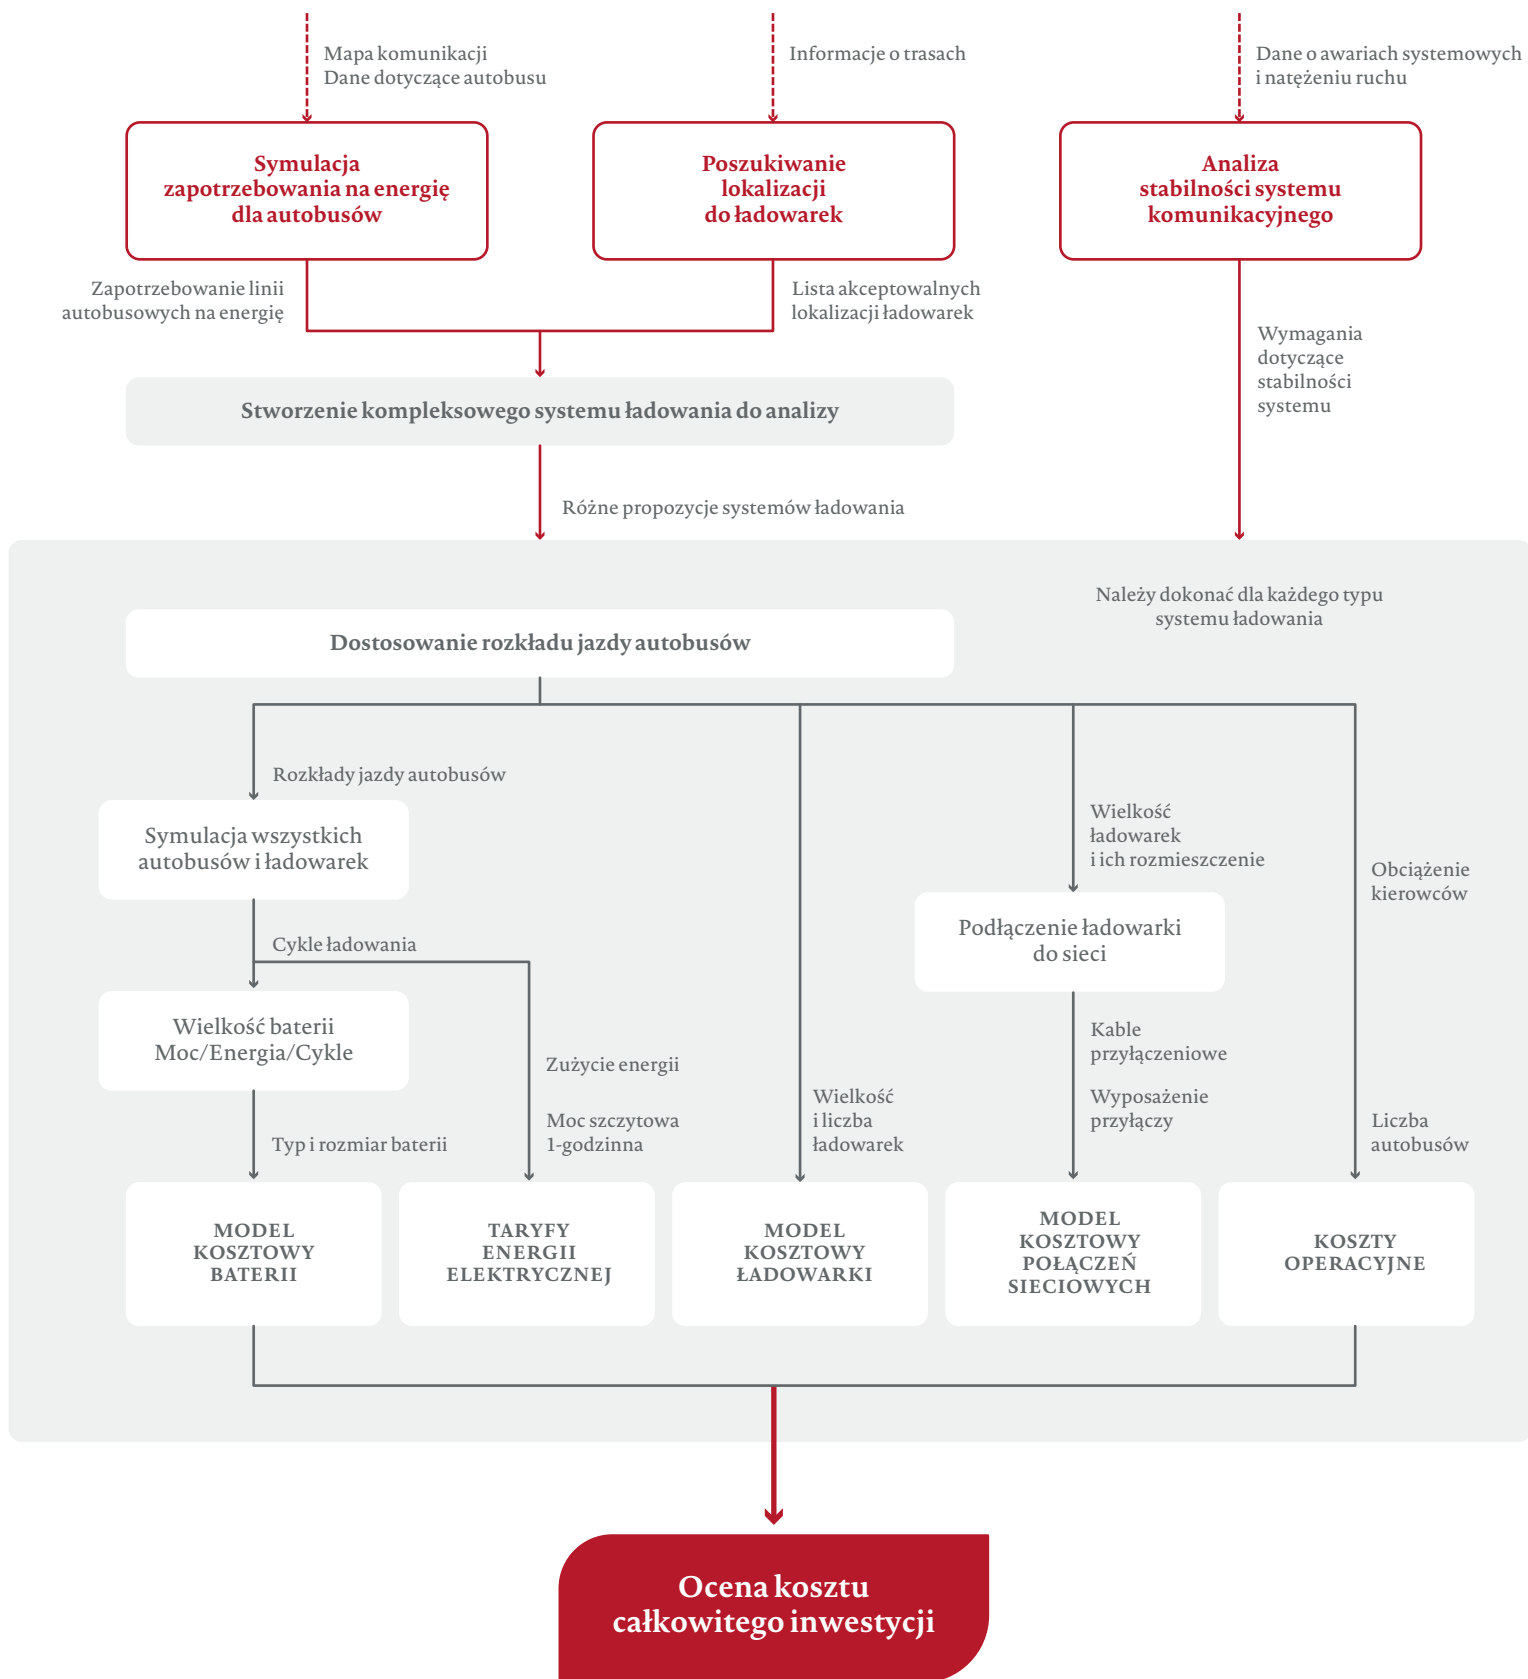 Mapa komunikacji
Dane dotyczące autobusu
Informacje o trasach
Dane o awariach systemowych
i natężeniu ruchu
Symulacja
zapotrzebowania na energię
dla autobusów
Poszukiwanie
lokalizacji
do ładowarek
Analiza
stabilności systemu
komunikacyjnego
Zapotrzebowanie linii
autobusowych na energię
Lista akceptowalnych
lokalizacji ładowarek
Wymagania
dotyczące
stabilności
systemu
Stworzenie kompleksowego systemu ładowania do analizy
Różne propozycje systemów ładowania
Należy dokonać dla każdego typu
systemu ładowania
Dostosowanie rozkładu jazdy autobusów
Rozkłady jazdy autobusów
Symulacja wszystkich
autobusów i ładowarek
Wielkość
ładowarek
i ich rozmieszczenie
Obciążenie
kierowców
Cykle ładowania
Podłączenie ładowarki
do sieci
Wielkość baterii
Moc/Energia/Cykle
Zużycie energii
Moc szczytowa
1-godzinna
Kable
przyłączeniowe
Wyposażenie
przyłączy
Wielkość
i liczba
ładowarek
Liczba
autobusów
Typ i rozmiar baterii
MODEL
KOSZTOWY
BATERII
TARYFY
ENERGII
ELEKTRYCZNEJ
MODEL
KOSZTOWY
ŁADOWARKI
MODEL
KOSZTOWY
POŁĄCZEŃ
SIECIOWYCH
KOSZTY
OPERACYJNE
Ocena kosztu
całkowitego inwestycji